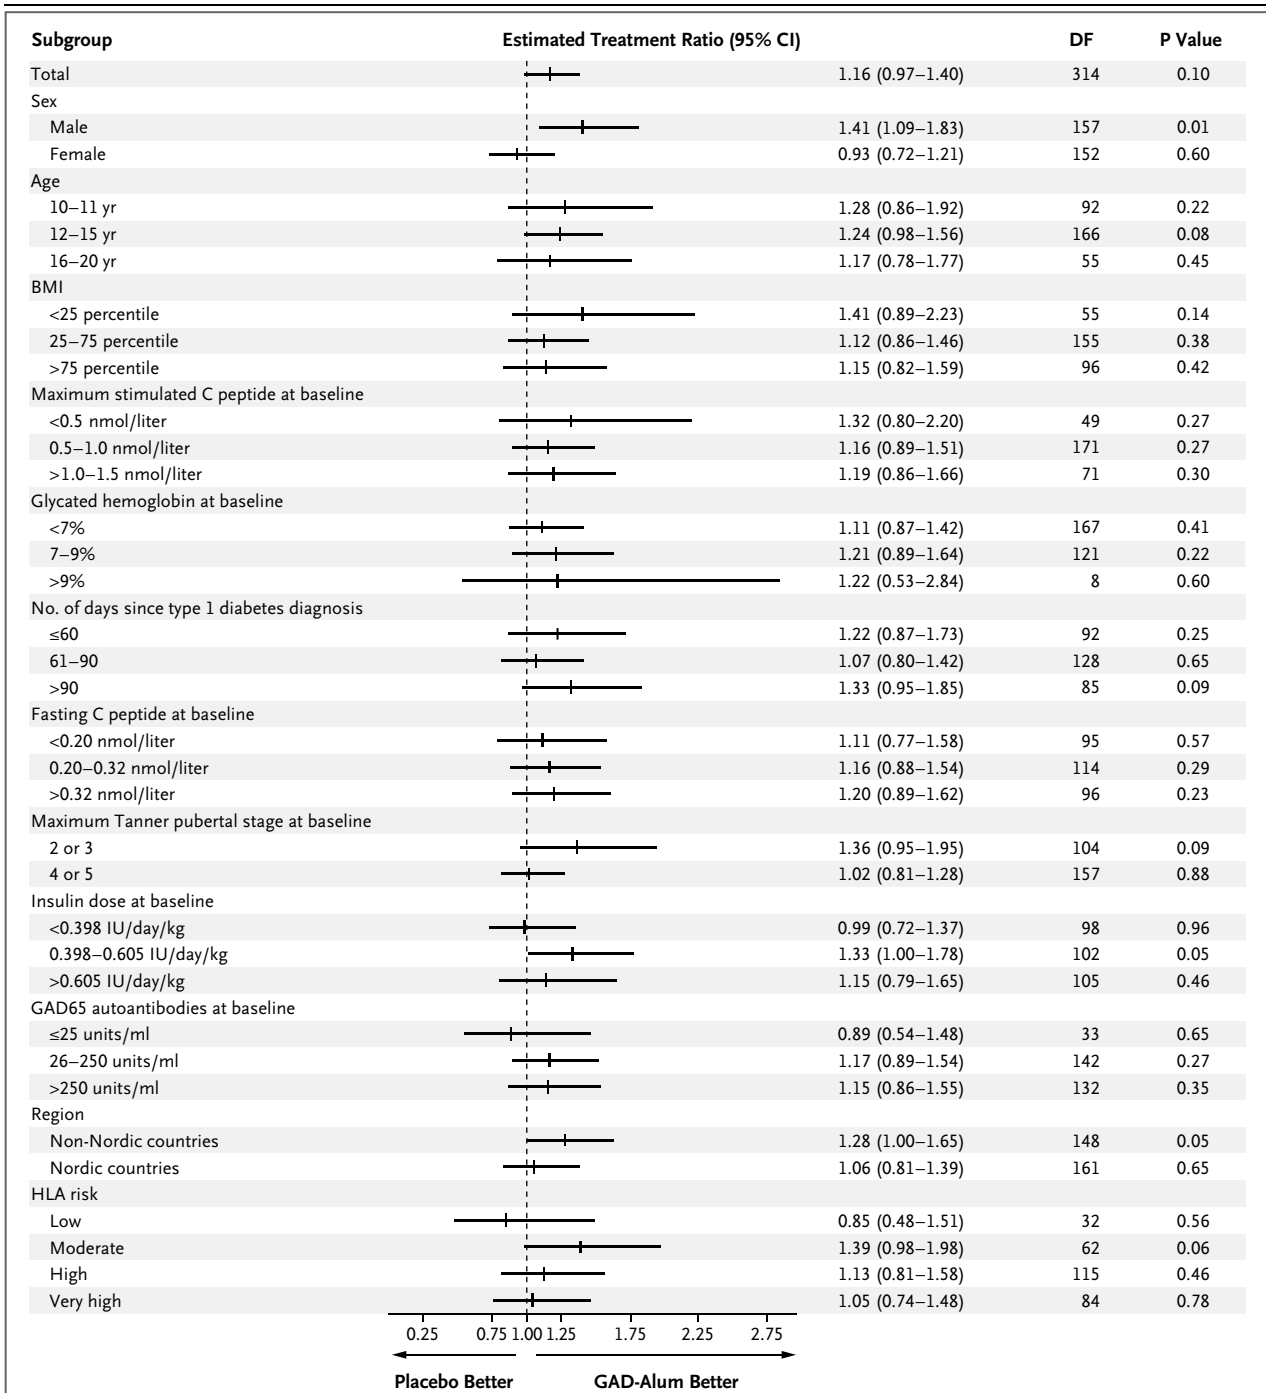 Subgroup Estimated Treatment Ratio (95% CI) DF P Value
Total 1.16 (0.97–1.40) 314 0.10
Sex
Male 1.41 (1.09–1.83) 157 0.01
Female 0.93 (0.72–1.21) 152 0.60
Age
10–11 yr 1.28 (0.86–1.92) 92 0.22
12–15 yr 1.24 (0.98–1.56) 166 0.08
16–20 yr 1.17 (0.78–1.77) 55 0.45
BMI
<25 percentile 1.41 (0.89–2.23) 55 0.14
25–75 percentile 1.12 (0.86–1.46) 155 0.38
>75 percentile 1.15 (0.82–1.59) 96 0.42
Maximum stimulated C peptide at baseline
<0.5 nmol/liter 1.32 (0.80–2.20) 49 0.27
0.5–1.0 nmol/liter 1.16 (0.89–1.51) 171 0.27
>1.0–1.5 nmol/liter 1.19 (0.86–1.66) 71 0.30
Glycated hemoglobin at baseline
<7% 1.11 (0.87–1.42) 167 0.41
7–9% 1.21 (0.89–1.64) 121 0.22
>9% 1.22 (0.53–2.84) 8 0.60
No. of days since type 1 diabetes diagnosis
≤60 1.22 (0.87–1.73) 92 0.25
61–90 1.07 (0.80–1.42) 128 0.65
>90 1.33 (0.95–1.85) 85 0.09
Fasting C peptide at baseline
<0.20 nmol/liter 1.11 (0.77–1.58) 95 0.57
0.20–0.32 nmol/liter 1.16 (0.88–1.54) 114 0.29
>0.32 nmol/liter 1.20 (0.89–1.62) 96 0.23
Maximum Tanner pubertal stage at baseline
2 or 3 1.36 (0.95–1.95) 104 0.09
4 or 5 1.02 (0.81–1.28) 157 0.88
Insulin dose at baseline
<0.398 IU/day/kg 0.99 (0.72–1.37) 98 0.96
0.398–0.605 IU/day/kg 1.33 (1.00–1.78) 102 0.05
>0.605 IU/day/kg 1.15 (0.79–1.65) 105 0.46
GAD65 autoantibodies at baseline
≤25 units/ml 0.89 (0.54–1.48) 33 0.65
26–250 units/ml 1.17 (0.89–1.54) 142 0.27
>250 units/ml 1.15 (0.86–1.55) 132 0.35
Region
Non-Nordic countries 1.28 (1.00–1.65) 148 0.05
Nordic countries 1.06 (0.81–1.39) 161 0.65
HLA risk
Low 0.85 (0.48–1.51) 32 0.56
Moderate 1.39 (0.98–1.98) 62 0.06
High 1.13 (0.81–1.58) 115 0.46
Very high 1.05 (0.74–1.48) 84 0.78
0.25 0.75 1.00 1.25 1.75 2.25 2.75
Placebo Better GAD-Alum Better